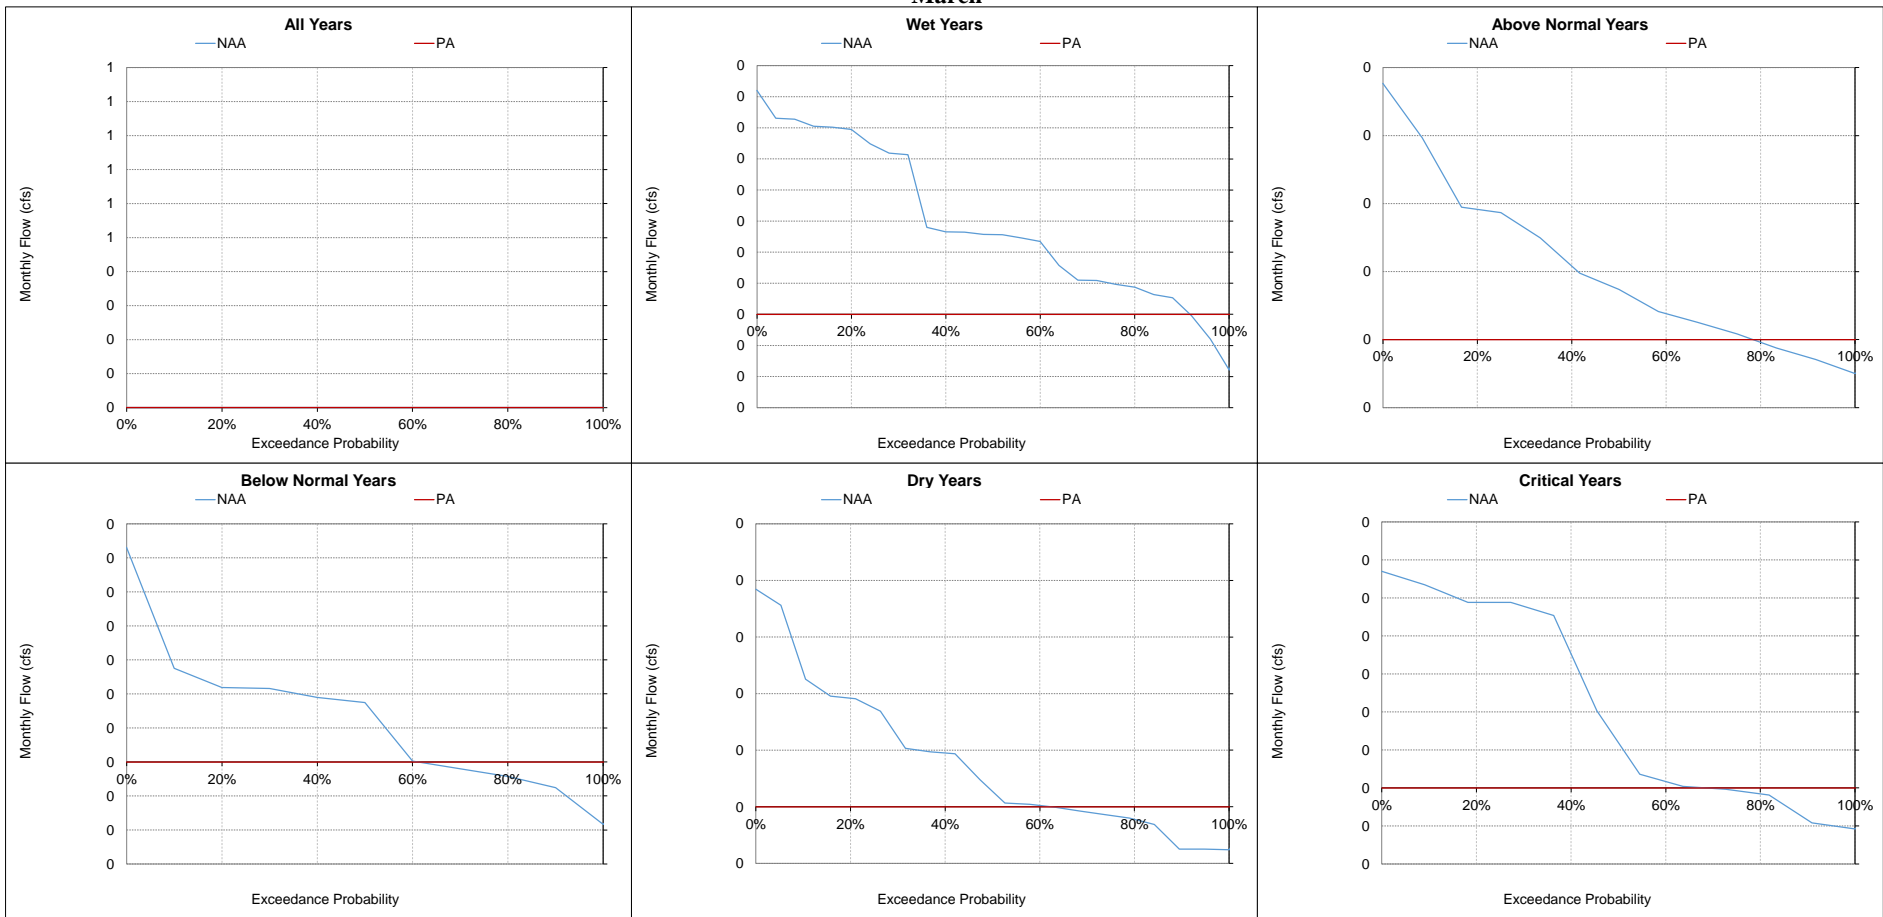 March
All Years
NAA PA
1
1
1
1
1
1
0
0
0
0
0
0% 20% 40% 60% 80% 100%
Monthly Flow (cfs)
Exceedance Probability
Wet Years
NAA PA
0
0
0
0
0
0
0
0
0
0% 20% 40% 60% 80% 100%
0
0
0
Monthly Flow (cfs)
Exceedance Probability
Above Normal Years
NAA PA
0
0
0
0
0
0% 20% 40% 60% 80% 100%
0
Monthly Flow (cfs)
Exceedance Probability
Below Normal Years
NAA PA
0
0
0
0
0
0
0
0
0% 20% 40% 60% 80% 100%
0
0
0
Monthly Flow (cfs)
Exceedance Probability
Dry Years
NAA PA
0
0
0
0
0
0
0% 20% 40% 60% 80% 100%
0
Monthly Flow (cfs)
Exceedance Probability
Critical Years
NAA PA
0
0
0
0
0
0
0
0
0% 20% 40% 60% 80% 100%
0
0
Monthly Flow (cfs)
Exceedance Probability